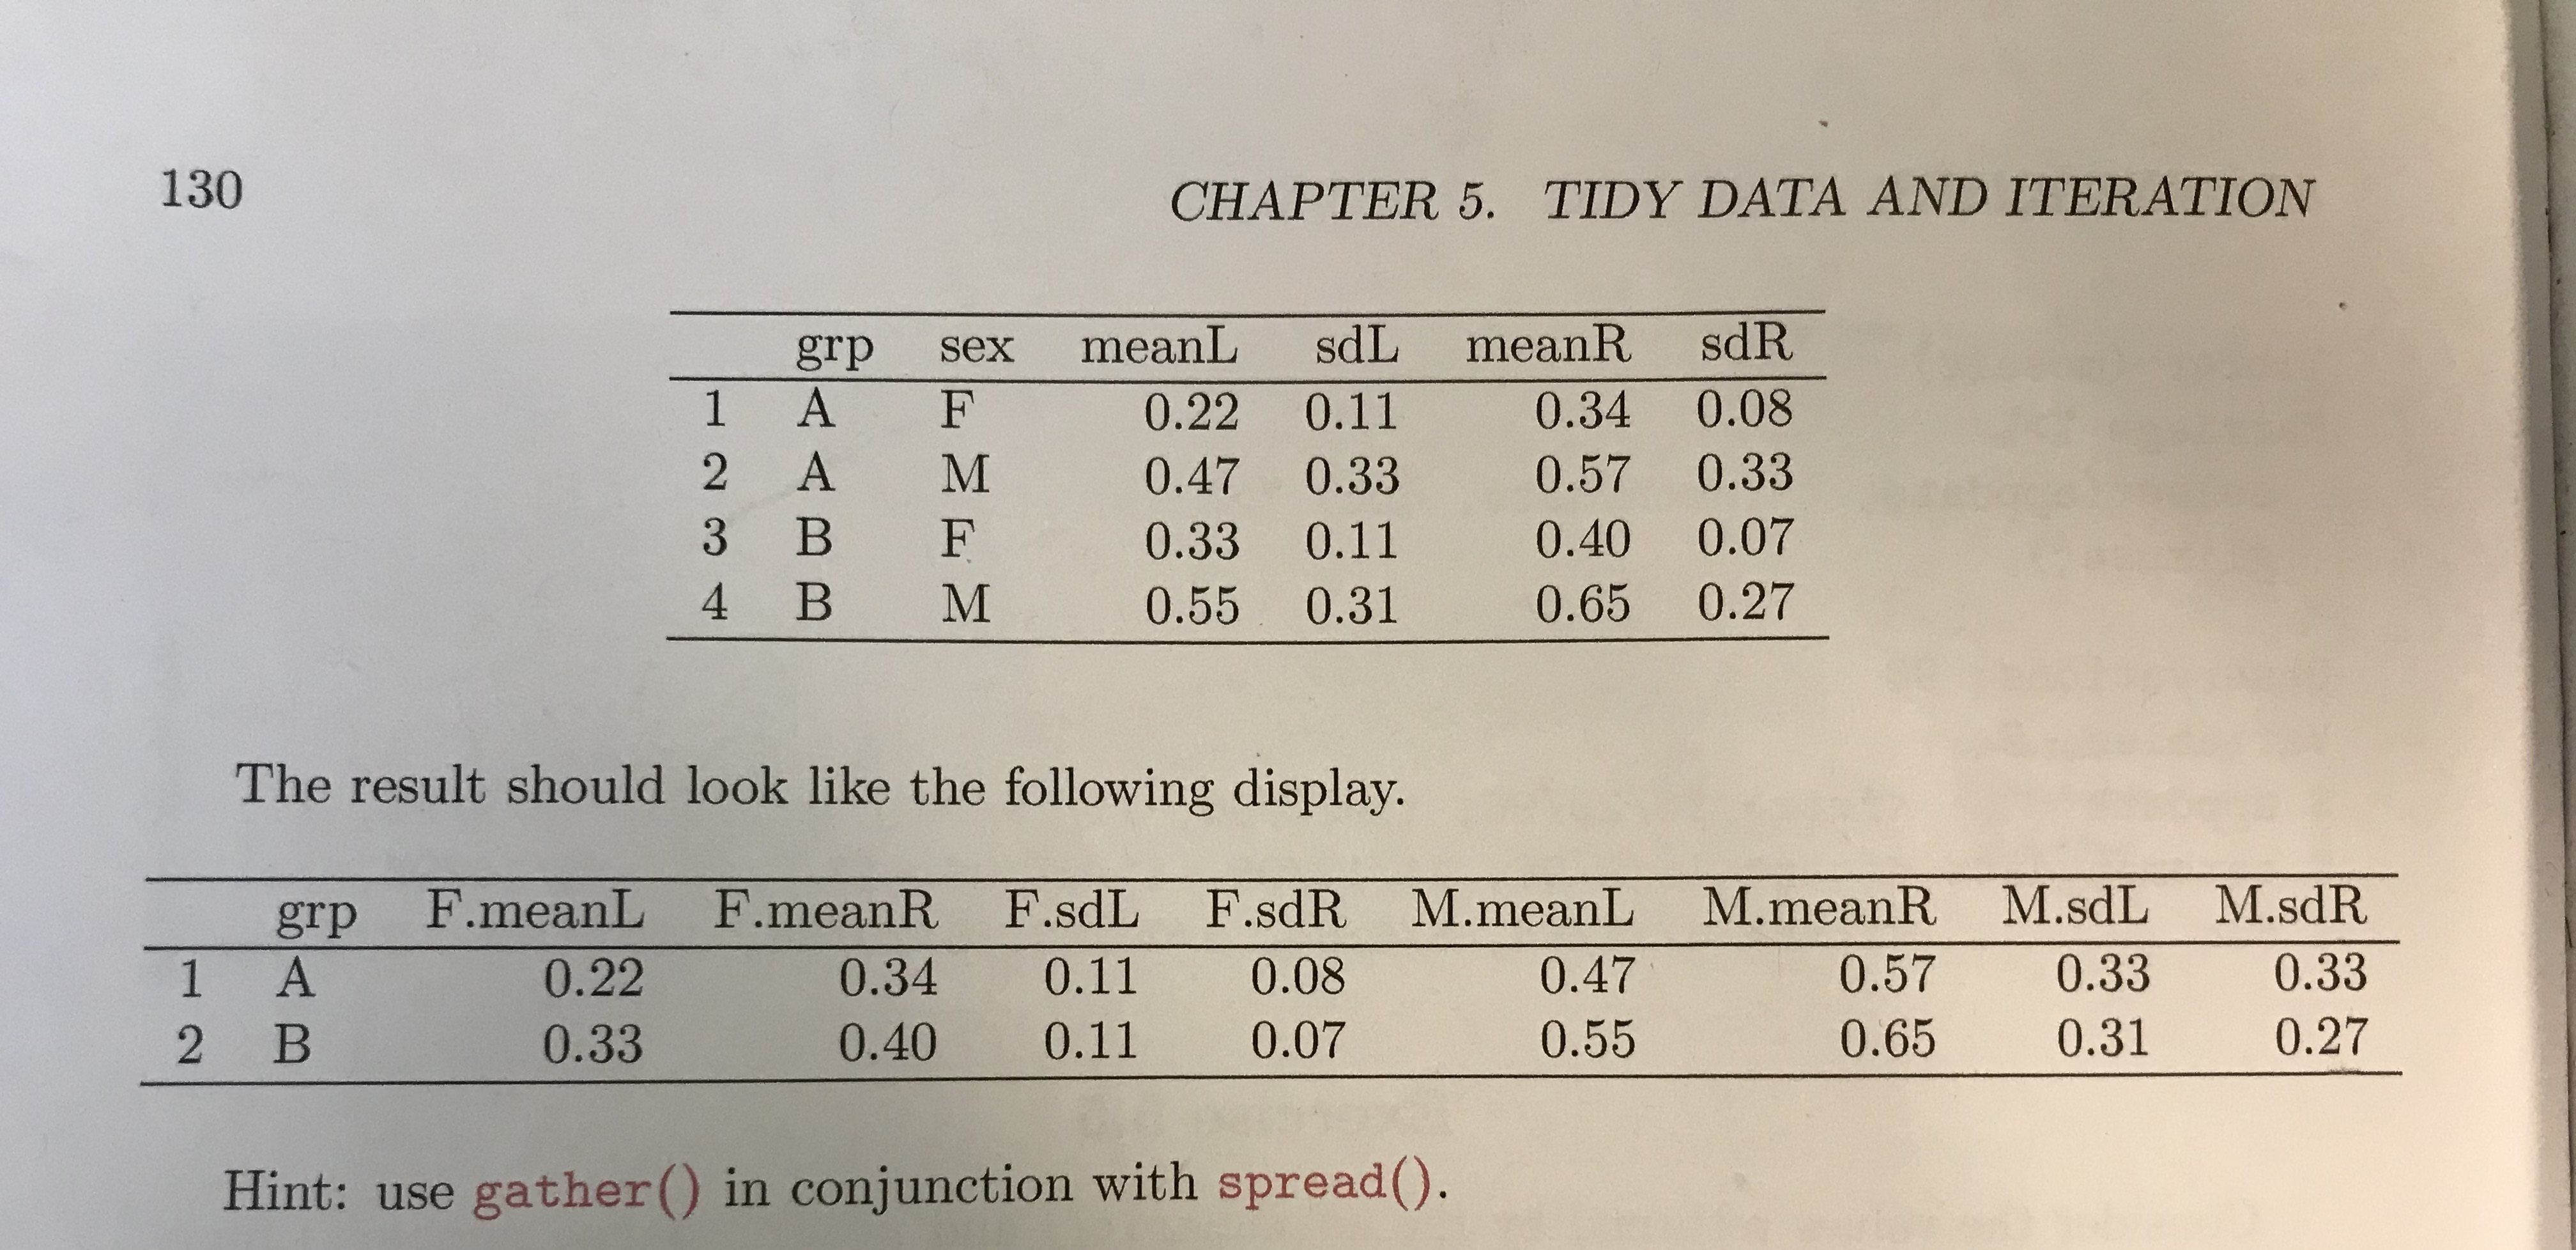 130 CHAPTER 5. TIDY DATA AND ITERATION
grp sex meanL sdL meanR sdR
1 A F 0.22 0.11 0.34 0.08
2 A M 0.47 0.33 0.57 0.33
3 B F 0.33 0.11 0.40 0.07
4 B M 0.55 0.31 0.65 0.27
The result should look like the following display.
grp F.meanL F.meanR F.sdL F.sdR M.meanL M.meanR M.sdL M.sdR
1 A 0.22 0.34 0.11 0.08 0.47 0.57 0.33 0.33
2 B 0.33 0.40 0.11 0.07 0.55 0.65 0.31 0.27
Hint: use gather() in conjunction with spread().